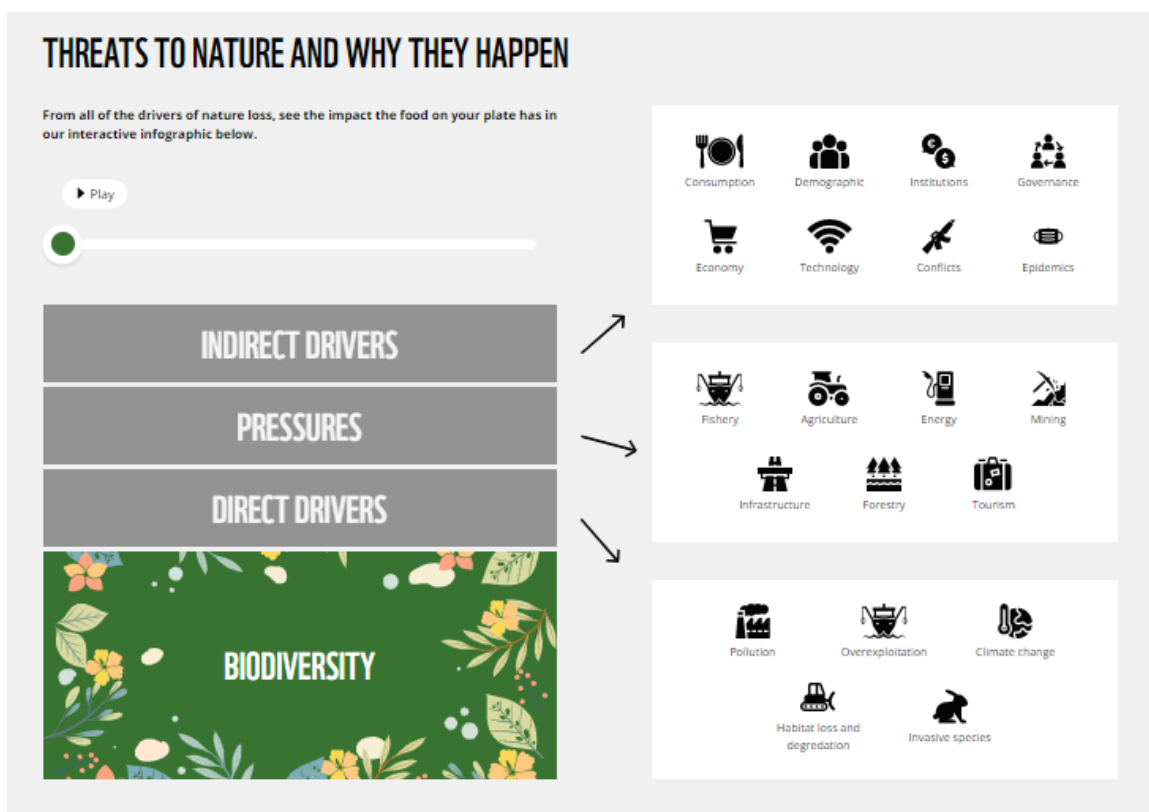 THREATS TO NATURE AND WHY THEY HAPPEN
From all of the drivers of nature loss, see the impact the food on your plate has in
our interactive infographic below.
Play
INDIRECT DRIVERS
PRESSURES
DIRECT DRIVERS
BIODIVERSITY
Consumption Demographic Institutions Governance
Economy Technology Conflicts Epidemics
Fishery Agriculture Energy Mining
Infrastructure Forestry Tourism
Pollution Overexploitation Climate change
Habitat loss and
degredation
Invasive species